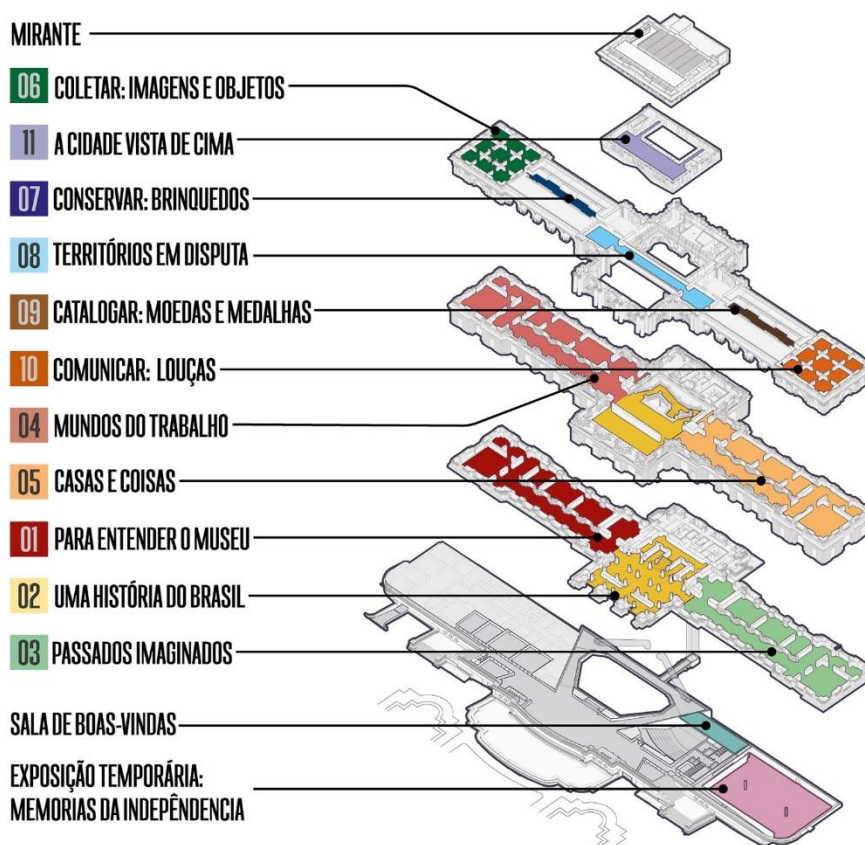 MIRANTE
06 COLETAR: IMAGENS E OBJETOS
11 A CIDADE VISTA DE CIMA
07 CONSERVAR: BRINQUEDOS
08 TERRITÓRIOS EM DISPUTA
09 CATALOGAR: MOEDAS E MEDALHAS
10 COMUNICAR: LOUÇAS
04 MUNDOS DO TRABALHO
05 CASAS E COISAS
01 PARA ENTENDER O MUSEU
02 UMA HISTÓRIA DO BRASIL
03 PASSADOS IMAGINADOS
SALA DE BOAS-VINDAS
EXPOSIÇÃO TEMPORÁRIA:
MEMORIAS DA INDEPÊNDENCIA